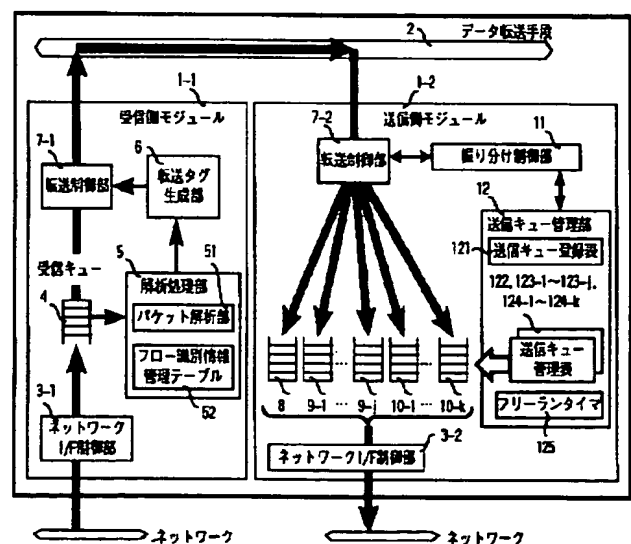 2
データ転送手段
1-1
1-2
受信側モジュール
送信側モジュール
7-1
6
7-2
11
転送制御部
転送タグ
生成部
転送制御部
振り分け制御部
12
送信キュー管理部
受信キュー
5
51
121
送信キュー登録表
解析処理部
4
パケット解析部
122,123-1〜123-j,
124-1〜124-k
フロー識別情報
管理テーブル
送信キュー
管理表
3-1
52
8
9-1
…
9-j
10-1
…
10-k
フリーランタイマ
ネットワーク
I/F制御部
3-2
125
ネットワークI/F制御部
ネットワーク
ネットワーク